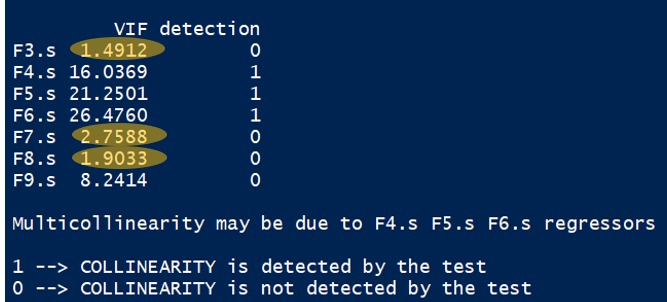 VIF detection
F3.s 1.4912 0
F4.s 16.0369 1
F5.s 21.2501 1
F6.s 26.4760 1
F7.s 2.7588 0
F8.s 1.9033 0
F9.s 8.2414 0
Multicollinearity may be due to F4.s F5.s F6.s regressors
1 --> COLLINEARITY is detected by the test
0 --> COLLINEARITY is not detected by the test